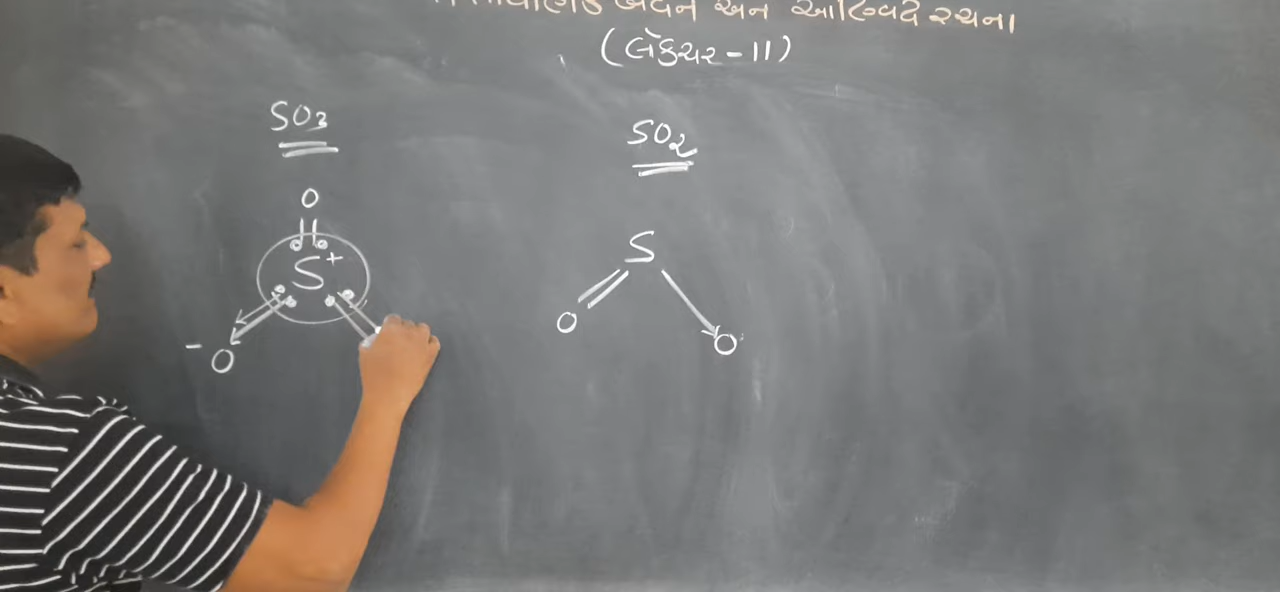 બંધન અને આણ્વિય રચના
(લેક્ચર-11)
SO3
SO2
O
S+
S
- O
O
O